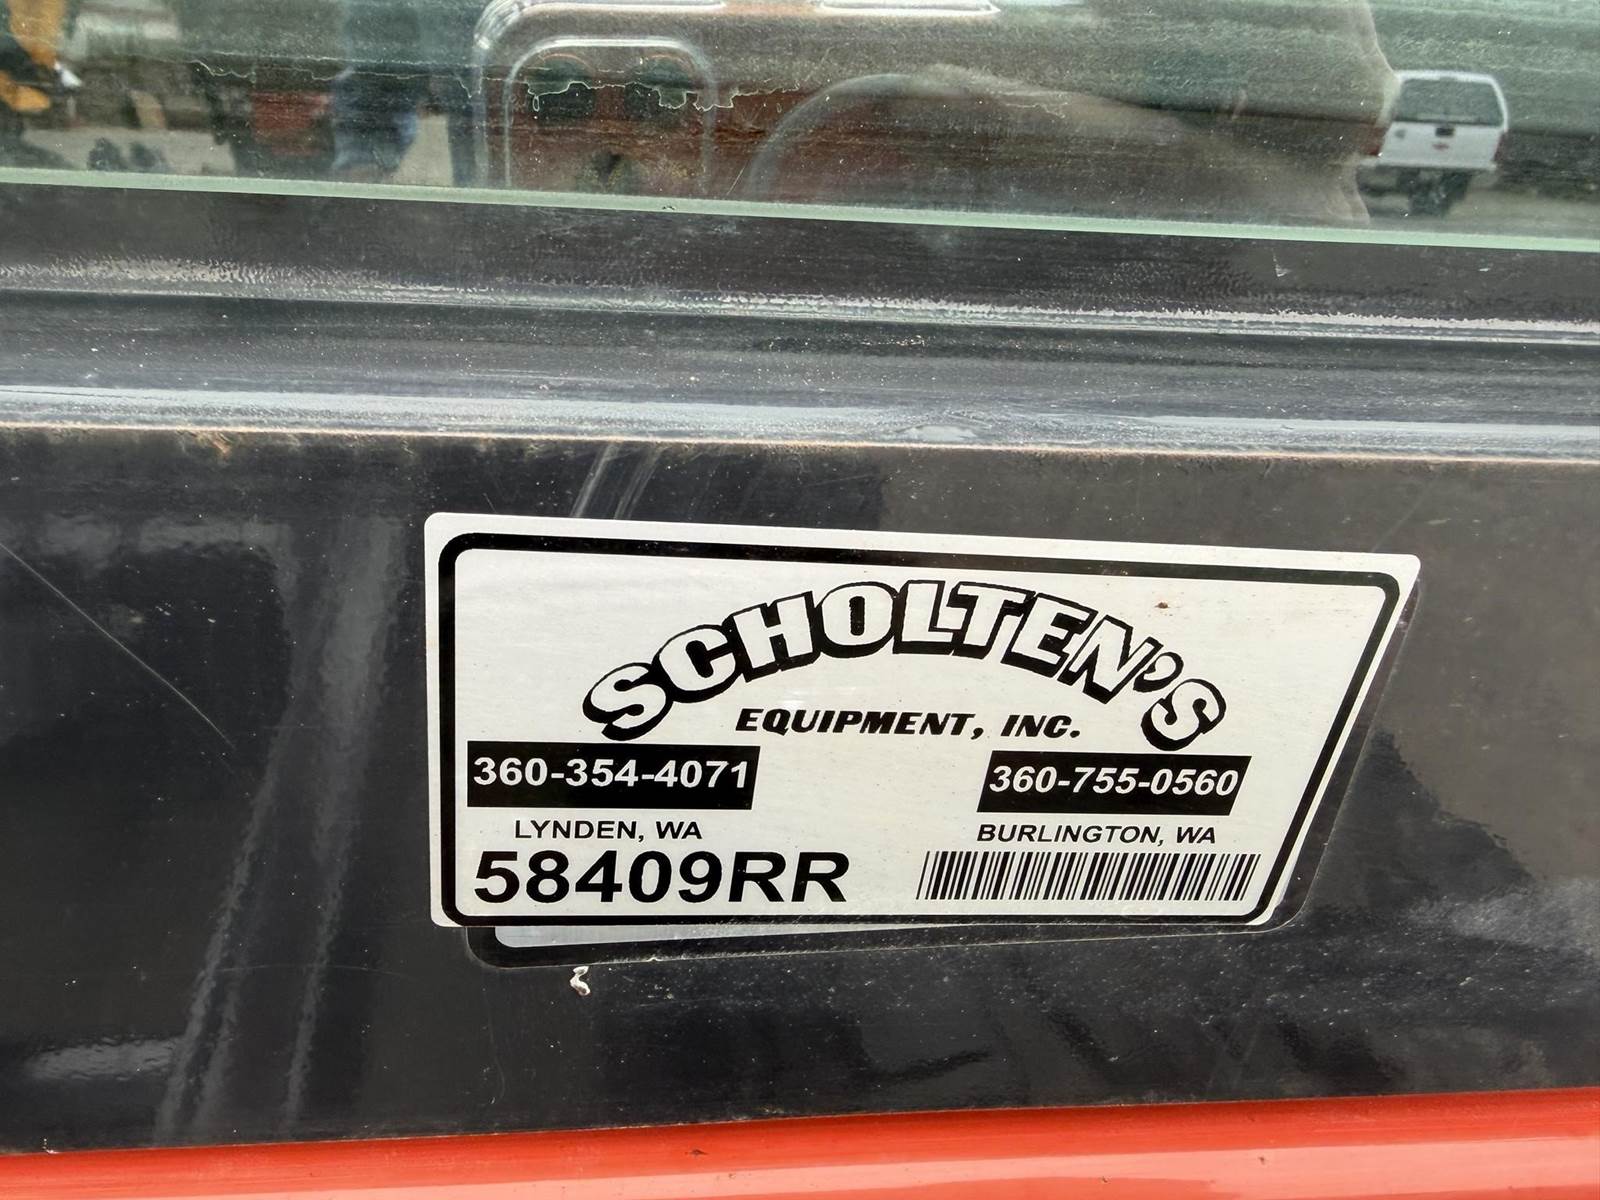 SCHOLTEN'S
EQUIPMENT, INC.
360-354-4071 360-755-0560
LYNDEN, WA BURLINGTON, WA
58409RR